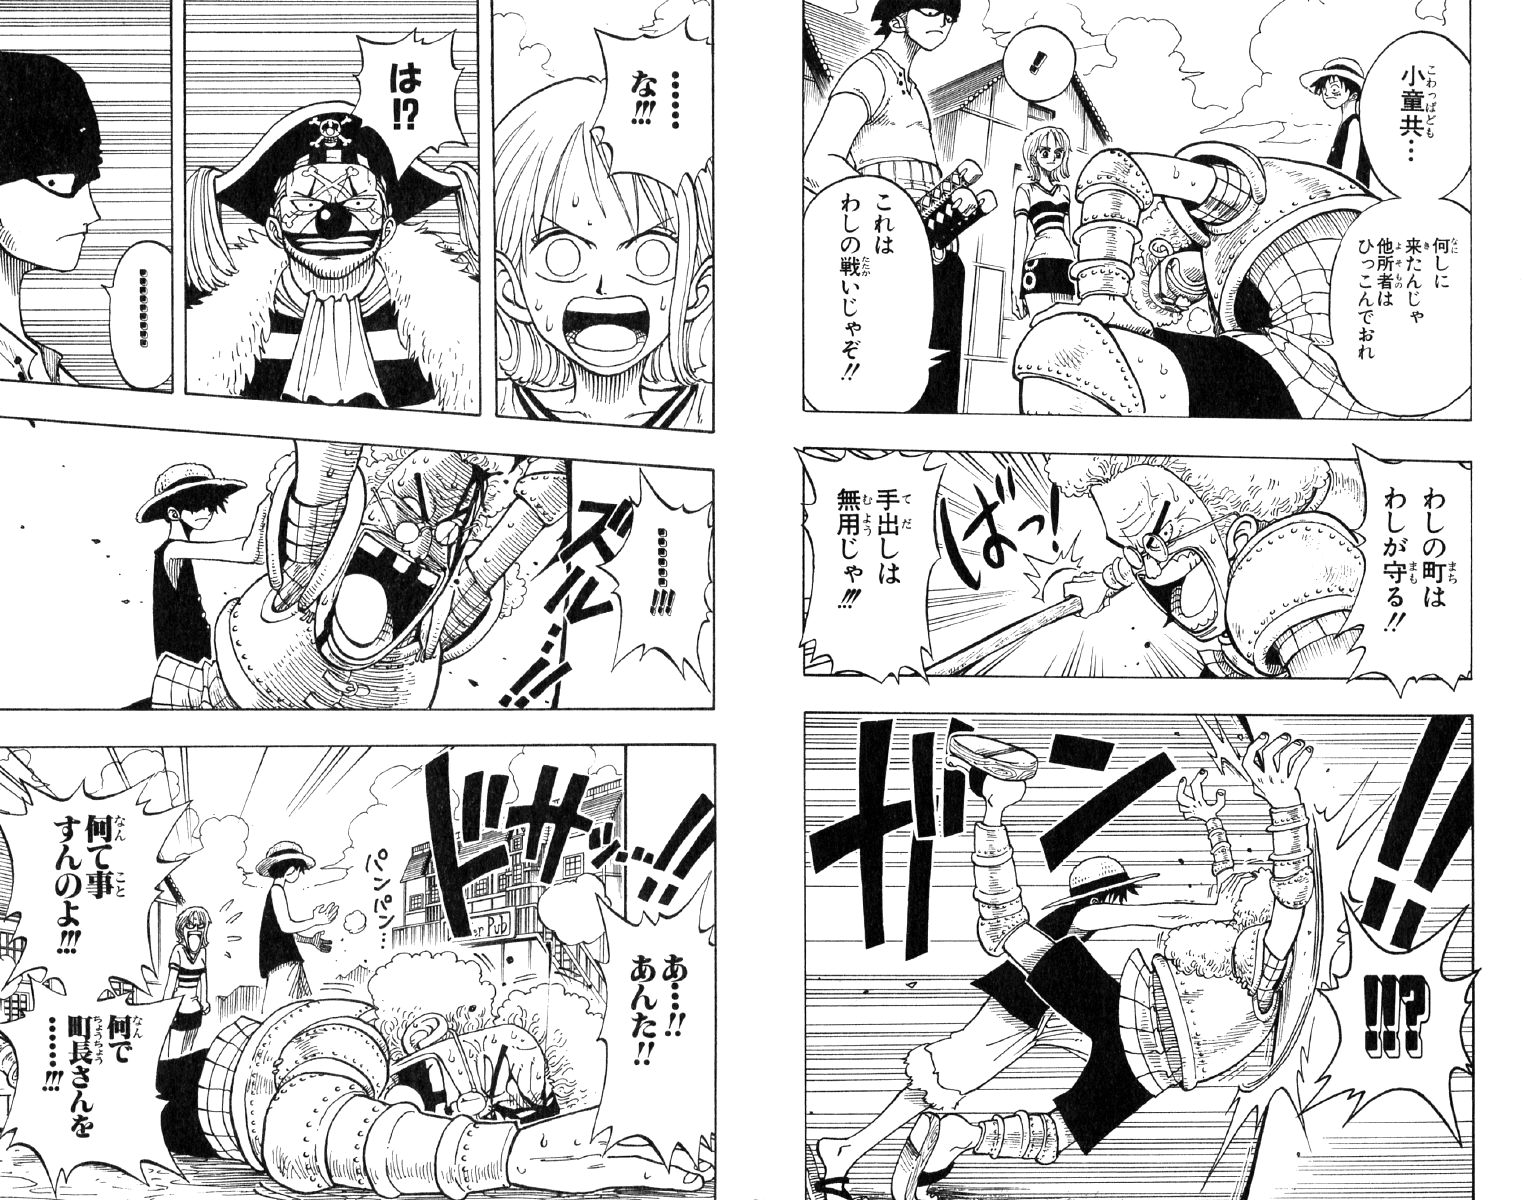 小童共…
何しに
来たんじゃ
他所者は
ひっこんでおれ
!
これは
わしの戦いじゃぞ!!
わしの町は
わしが守る!!
ばっ!
手出しは
無用じゃ!!!
ガン!!
!!!?
……
な!!!
は!?
…………
…………!!!
ズルッ…!!
ドサッ…!!
あ…!!
あんた!!
パンパン…
er Pub
何て事
すんのよ!!!
何で
町長さんを
……!!!